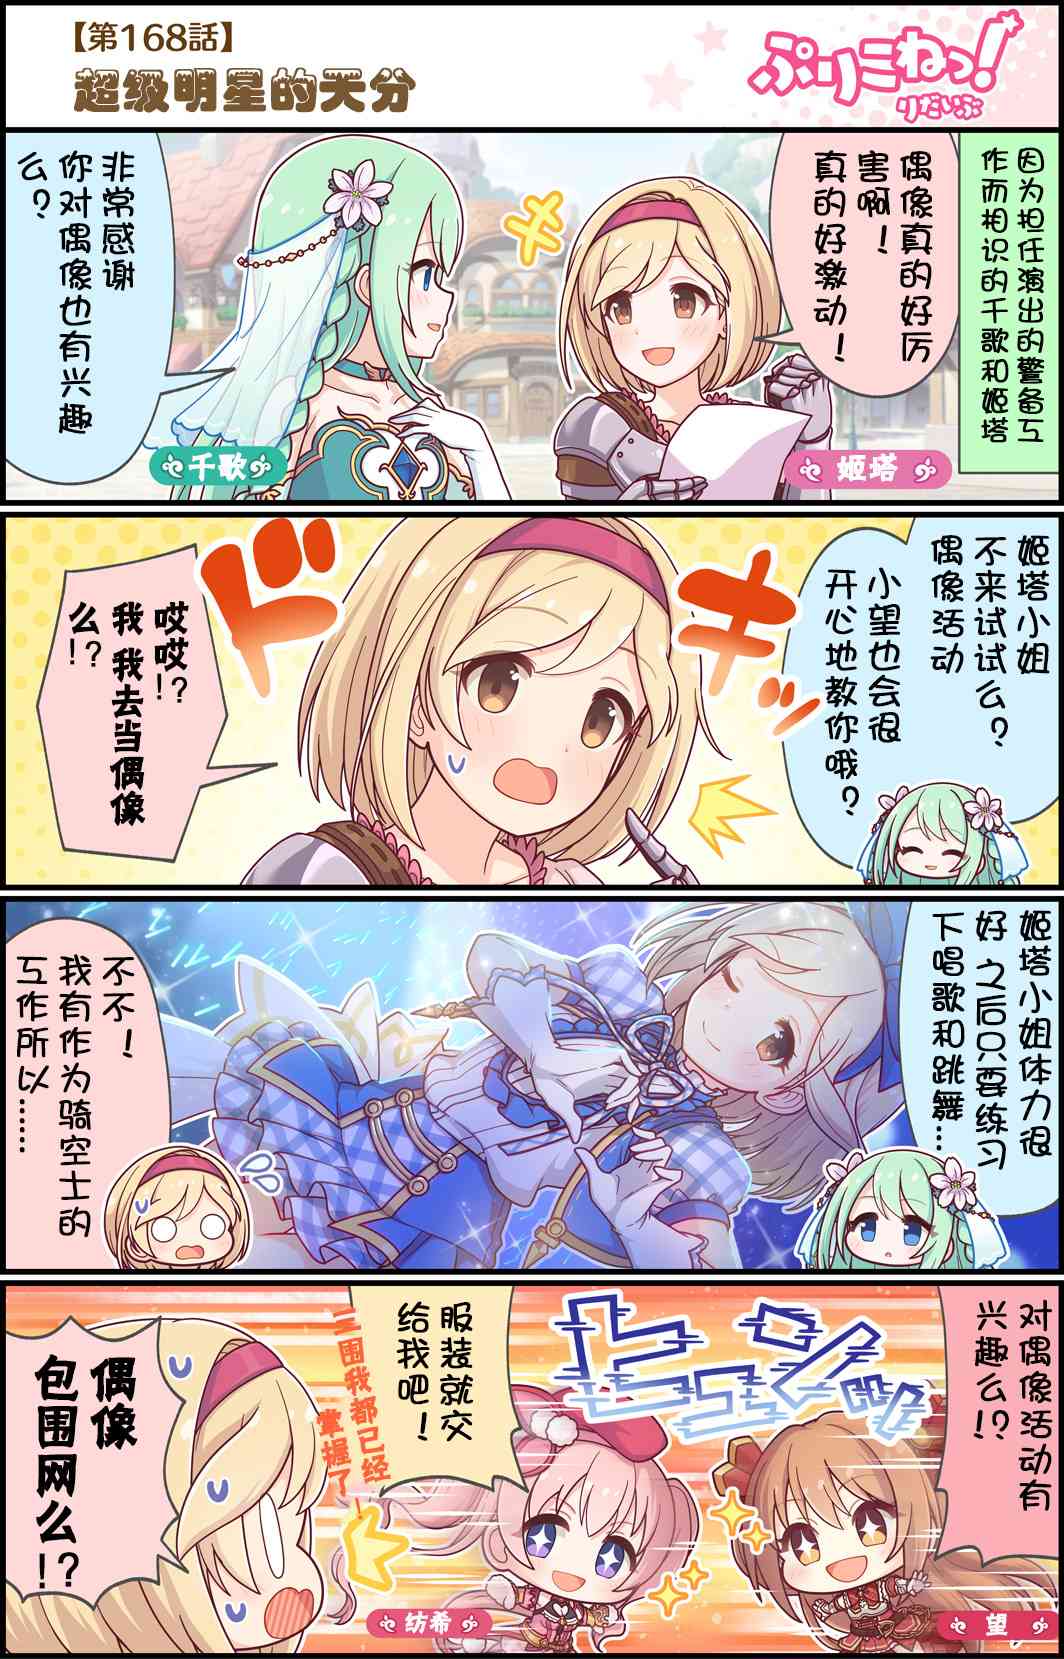 【第168話】
超级明星的天分
ぷりこねっ!
りだいぶ
因为担任演出的警备互
作而相识的千歌和姬塔
偶像真的好厉
害啊！
真的好激动！
非常感谢
你对偶像也有兴趣
么？
千歌
姬塔
姬塔小姐
不来试试么？
偶像活动
小望也会很
开心地教你哦？
ギョッ
ド
哎哎!?
我 我去当偶像
么!?
姬塔小姐体力很
好 之后只要练习
下唱歌和跳舞…
不不！
我有作为骑空士的
互作所以……
对偶像活动有
兴趣么!?
服装就交
给我吧！
三围我都已经
掌握了！
偶像
包围网么!?
纺希
望